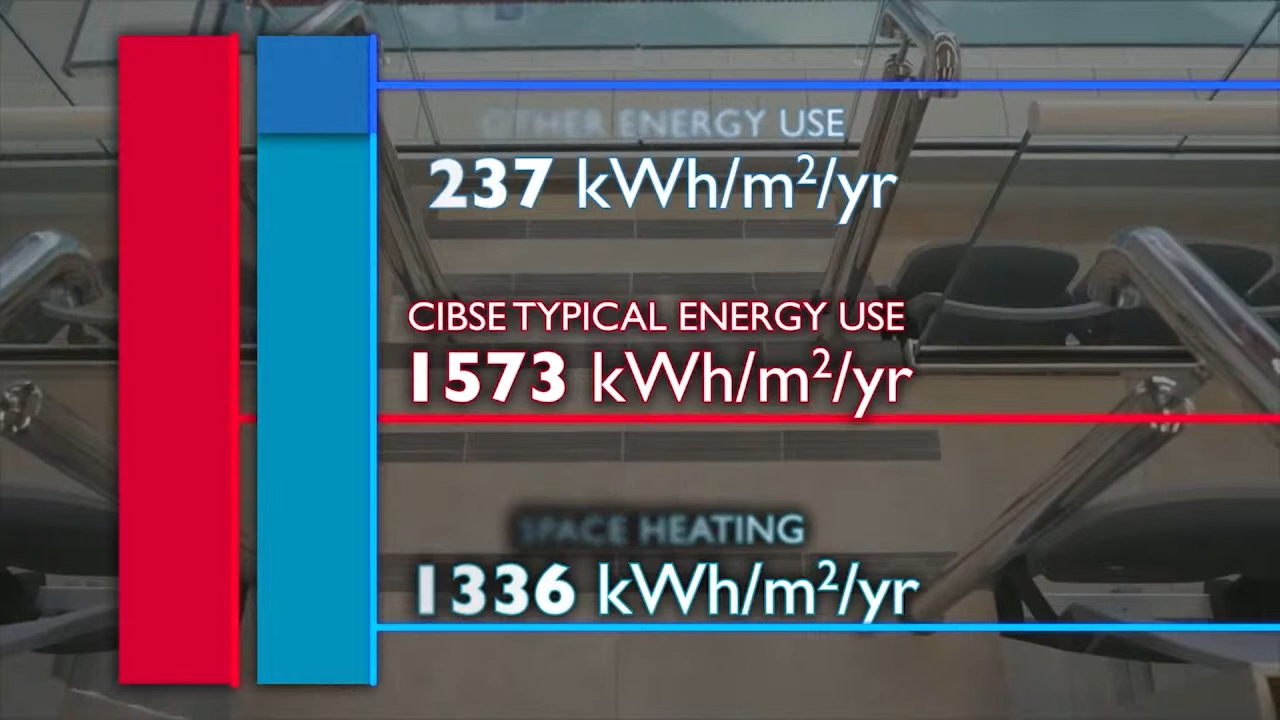 OTHER ENERGY USE
237 kWh/m²/yr
CIBSE TYPICAL ENERGY USE
1573 kWh/m²/yr
SPACE HEATING
1336 kWh/m²/yr